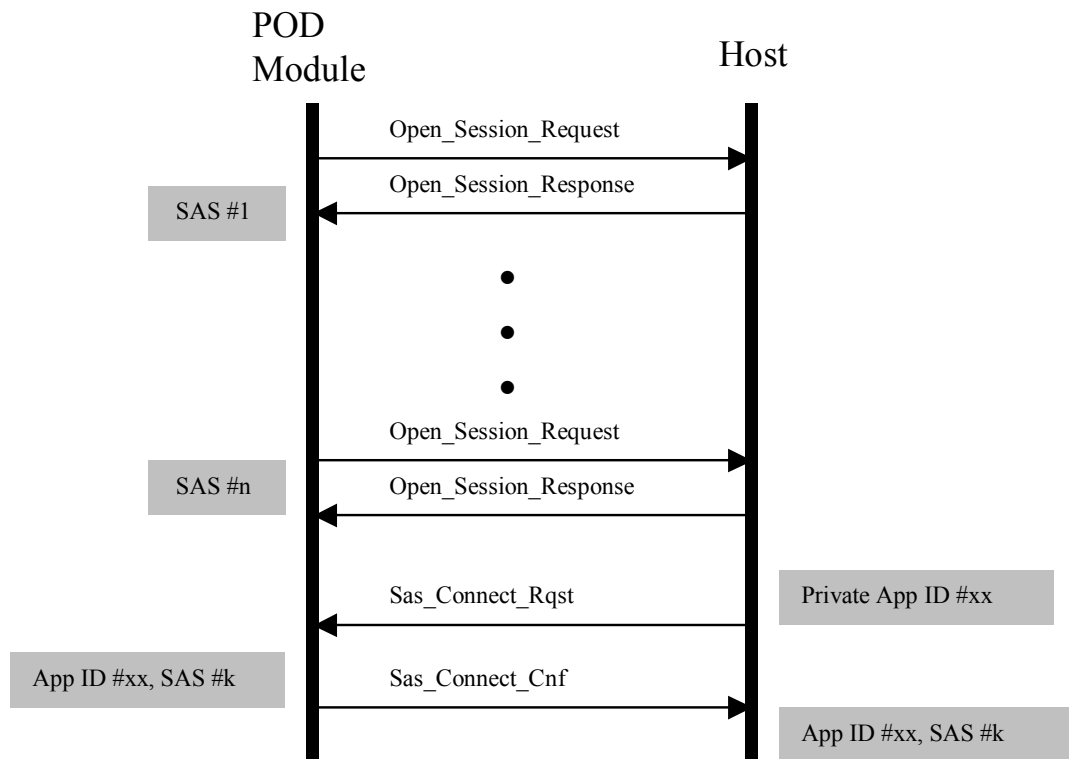 POD
Module
Host
Open_Session_Request
Open_Session_Response
SAS #1
Open_Session_Request
SAS #n
Open_Session_Response
Sas_Connect_Rqst
Private App ID #xx
App ID #xx, SAS #k
Sas_Connect_Cnf
App ID #xx, SAS #k